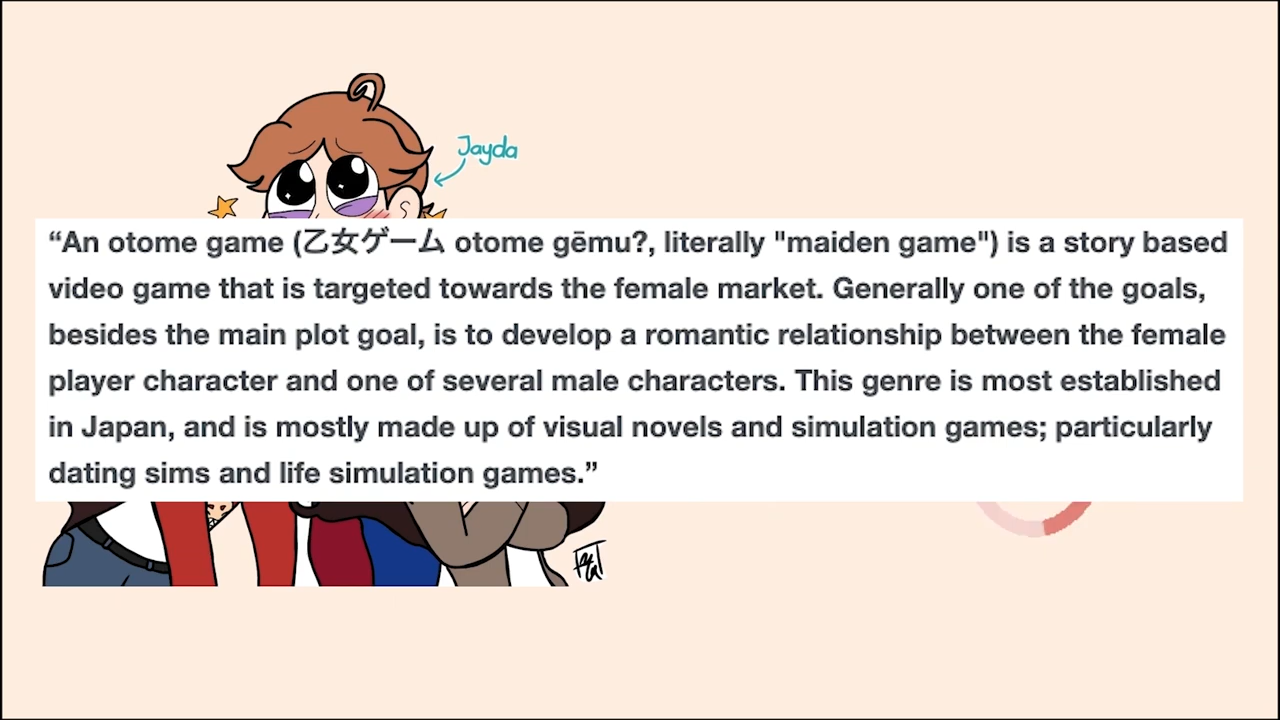 Jayda
“An otome game (乙女ゲーム otome gēmu?, literally "maiden game") is a story based
video game that is targeted towards the female market. Generally one of the goals,
besides the main plot goal, is to develop a romantic relationship between the female
player character and one of several male characters. This genre is most established
in Japan, and is mostly made up of visual novels and simulation games; particularly
dating sims and life simulation games.”